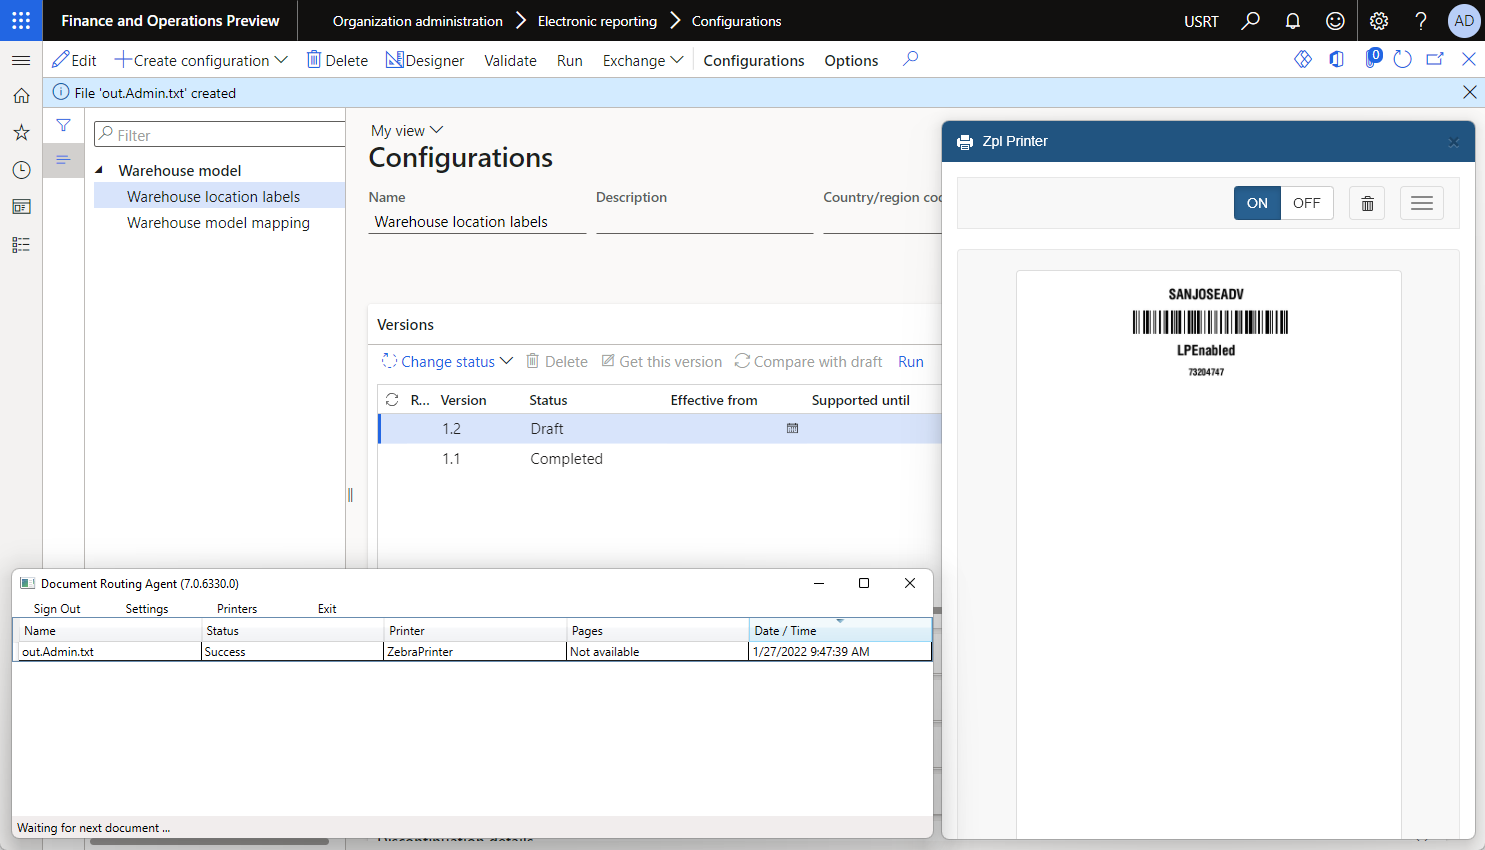 Finance and Operations Preview
Organization administration
Electronic reporting
Configurations
USRT
AD
Edit
Create configuration
Delete
Designer
Validate
Run
Exchange
Configurations
Options
0
File 'out.Admin.txt' created
Filter
Warehouse model
Warehouse location labels
Warehouse model mapping
My view
Configurations
Name
Description
Country/region co
Warehouse location labels
Versions
Change status
Delete
Get this version
Compare with draft
Run
R... Version Status Effective from Supported until
1.2 Draft
1.1 Completed
Zpl Printer
ON OFF
SANJOSEADV
LPEnabled
73204747
Document Routing Agent (7.0.6330.0)
Sign Out Settings Printers Exit
Name Status Printer Pages Date / Time
out.Admin.txt Success ZebraPrinter Not available 1/27/2022 9:47:39 AM
Waiting for next document ...